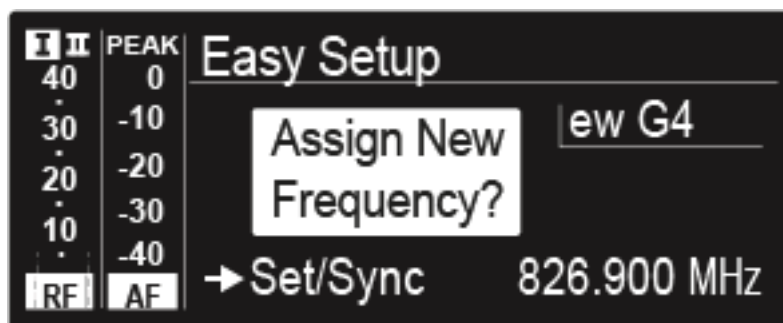 I II PEAK
40 0
30 -10
20 -20
10 -30
-40
RF AF
Easy Setup
ew G4
Assign New
Frequency?
Set/Sync 826.900 MHz